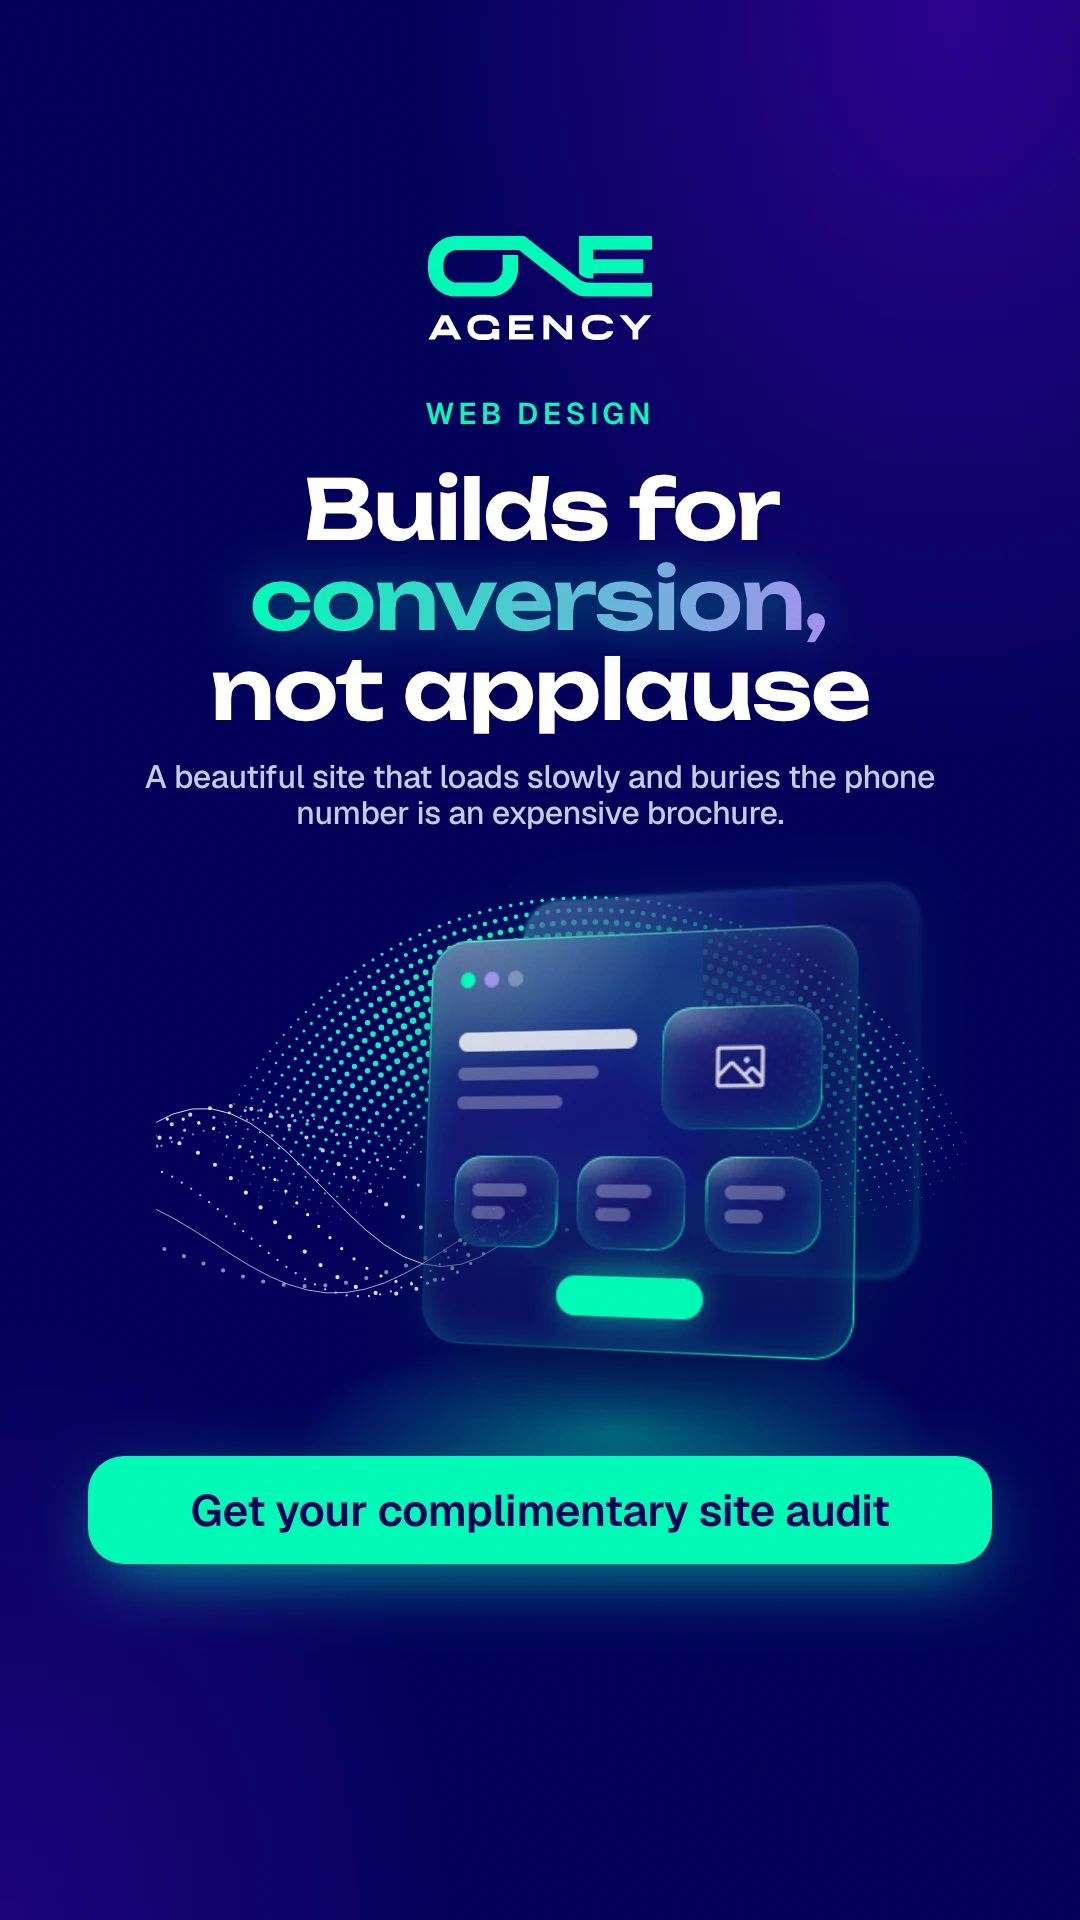 ONE
AGENCY
WEB DESIGN
Builds for
conversion,
not applause
A beautiful site that loads slowly and buries the phone
number is an expensive brochure.
Get your complimentary site audit